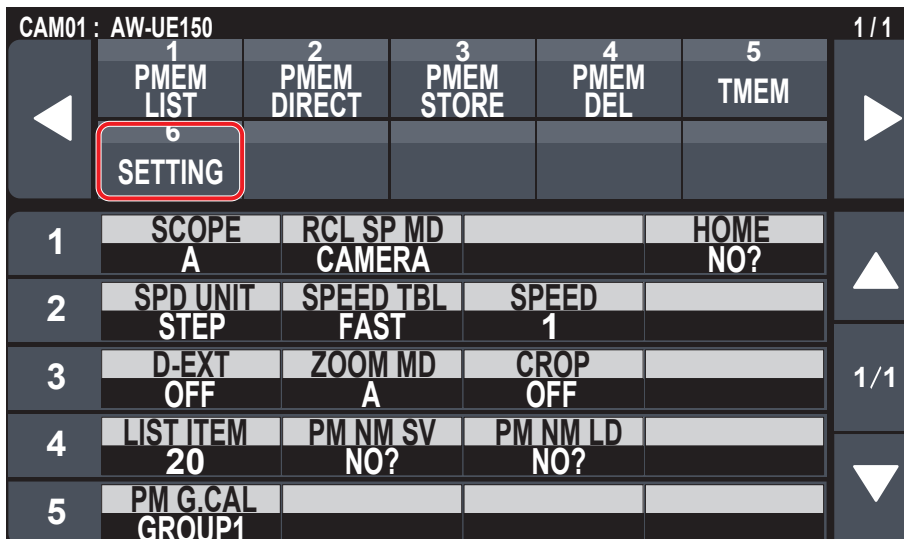 CAM01 : AW-UE150 1/1
1 2 3 4 5
PMEM LIST PMEM DIRECT PMEM STORE PMEM DEL TMEM
6
SETTING
1 SCOPE RCL SP MD HOME
A CAMERA NO?
2 SPD UNIT SPEED TBL SPEED
STEP FAST 1
3 D-EXT ZOOM MD CROP 1/1
OFF A OFF
4 LIST ITEM PM NM SV PM NM LD
20 NO? NO?
5 PM G.CAL
GROUP1